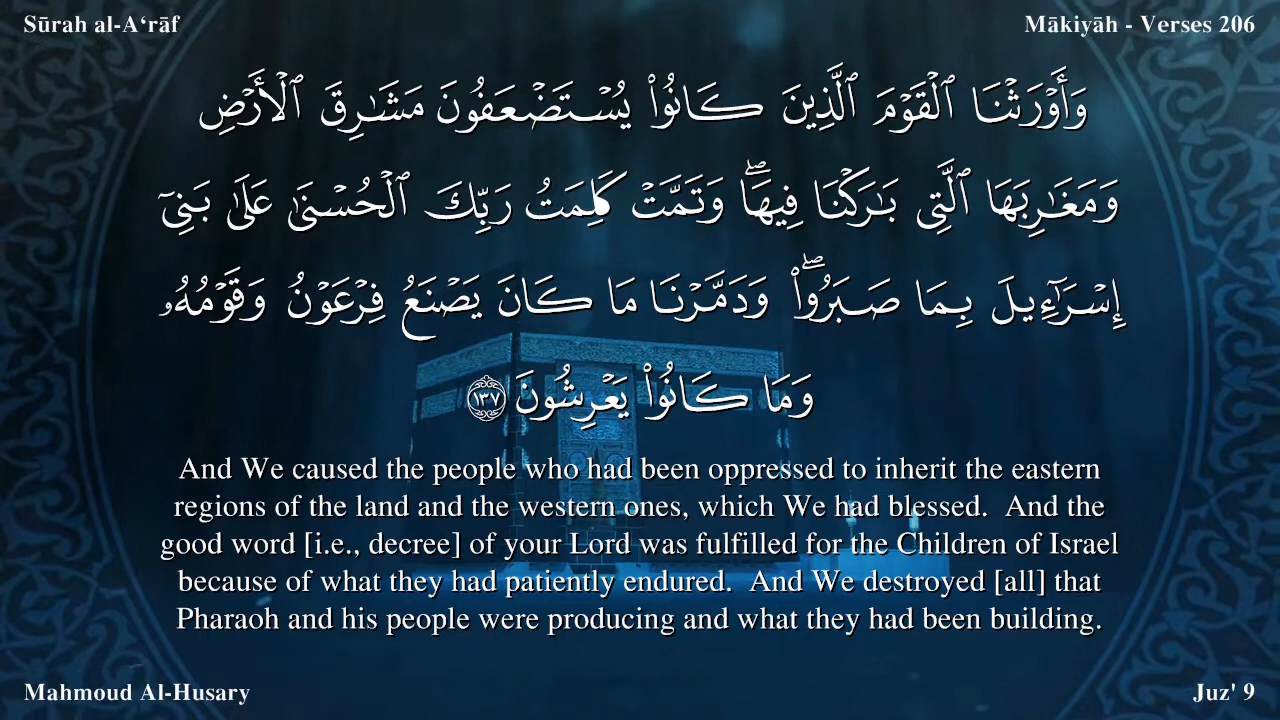 Sūrah al-A‘rāf
Mākiyāh - Verses 206
وَأَوْرَثْنَا ٱلْقَوْمَ ٱلَّذِينَ كَانُوا۟ يُسْتَضْعَفُونَ مَشَـٰرِقَ ٱلْأَرْضِ
وَمَغَـٰرِبَهَا ٱلَّتِى بَـٰرَكْنَا فِيهَا ۖ وَتَمَّتْ كَلِمَتُ رَبِّكَ ٱلْحُسْنَىٰ عَلَىٰ بَنِىٓ
إِسْرَٰٓءِيلَ بِمَا صَبَرُوا۟ ۖ وَدَمَّرْنَا مَا كَانَ يَصْنَعُ فِرْعَوْنُ وَقَوْمُهُۥ
وَمَا كَانُوا۟ يَعْرِشُونَ ١٣٧
And We caused the people who had been oppressed to inherit the eastern
regions of the land and the western ones, which We had blessed.  And the
good word [i.e., decree] of your Lord was fulfilled for the Children of Israel
because of what they had patiently endured.  And We destroyed [all] that
Pharaoh and his people were producing and what they had been building.
Mahmoud Al-Husary
Juz' 9